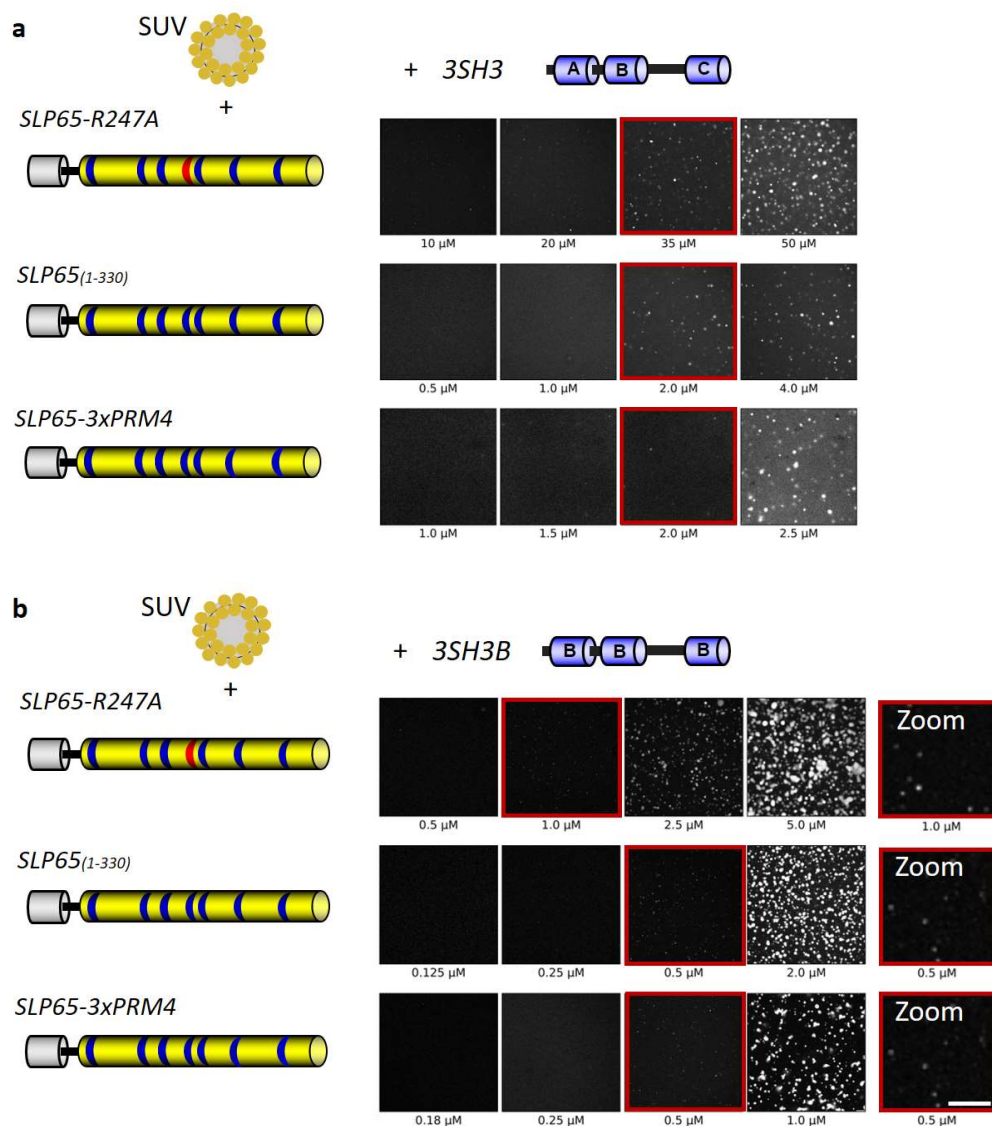 a
SUV
+
+ 3SH3
A B C
SLP65-R247A
10 µM 20 µM 35 µM 50 µM
SLP65(1-330)
0.5 µM 1.0 µM 2.0 µM 4.0 µM
SLP65-3xPRM4
1.0 µM 1.5 µM 2.0 µM 2.5 µM
b
SUV
+
+ 3SH3B
B B B
SLP65-R247A
Zoom
0.5 µM 1.0 µM 2.5 µM 5.0 µM 1.0 µM
SLP65(1-330)
Zoom
0.125 µM 0.25 µM 0.5 µM 2.0 µM 0.5 µM
SLP65-3xPRM4
Zoom
0.18 µM 0.25 µM 0.5 µM 1.0 µM 0.5 µM